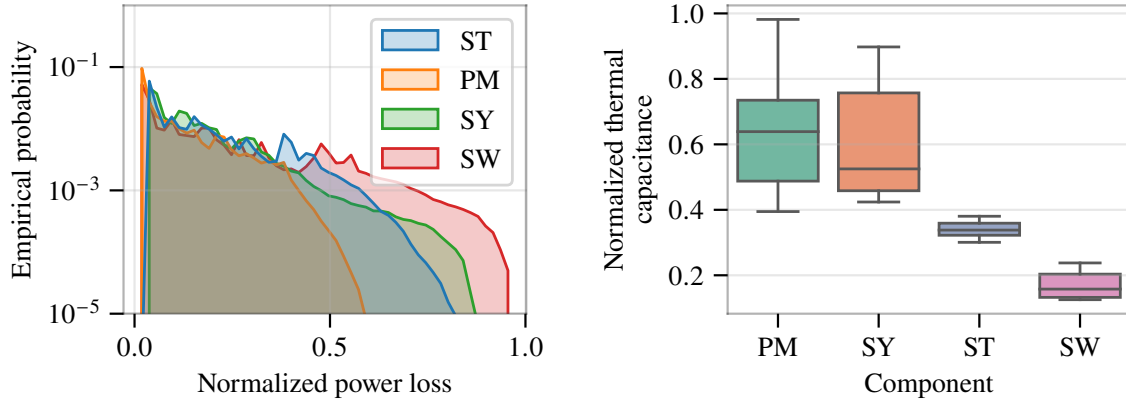 Empirical probability
10⁻¹
10⁻³
10⁻⁵
0.0 0.5 1.0
Normalized power loss
ST
PM
SY
SW
Normalized thermal
capacitance
1.0
0.8
0.6
0.4
0.2
PM SY ST SW
Component